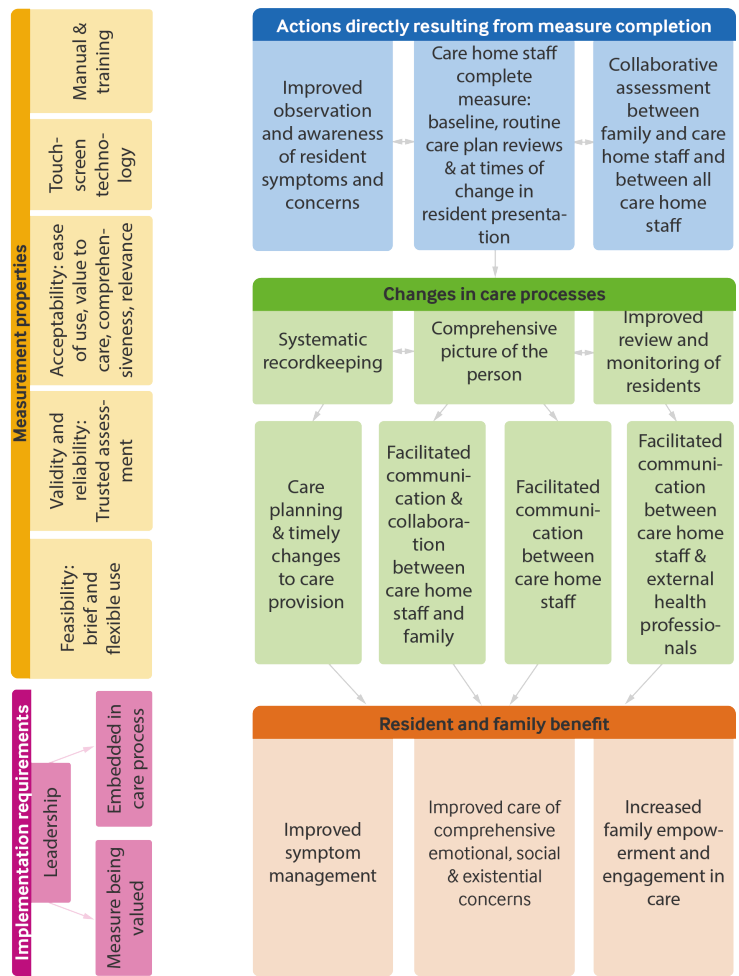 Measurement properties
Manual &
training
Touch-
screen
techno-
logy
Acceptability: ease
of use, value to
care, comprehen-
siveness, relevance
Validity and
reliability:
Trusted assess-
ment
Feasibility:
brief and
flexible use
Implementation requirements
Leadership
Embedded in
care process
Measure being
valued
Actions directly resulting from measure completion
Improved
observation
and awareness
of resident
symptoms and
concerns
Care home staff
complete
measure:
baseline, routine
care plan reviews
& at times of
change in
resident presenta-
tion
Collaborative
assessment
between
family and care
home staff and
between all
care home
staff
Changes in care processes
Systematic
recordkeeping
Comprehensive
picture of the
person
Improved
review and
monitoring of
residents
Care
planning
& timely
changes
to care
provision
Facilitated
communi-
cation &
collabora-
tion
between
care home
staff and
family
Facilitated
communi-
cation
between
care home
staff
Facilitated
communi-
cation
between
care home
staff &
external
health
professio-
nals
Resident and family benefit
Improved
symptom
management
Improved care of
comprehensive
emotional, social
& existential
concerns
Increased
family empow-
erment and
engagement in
care